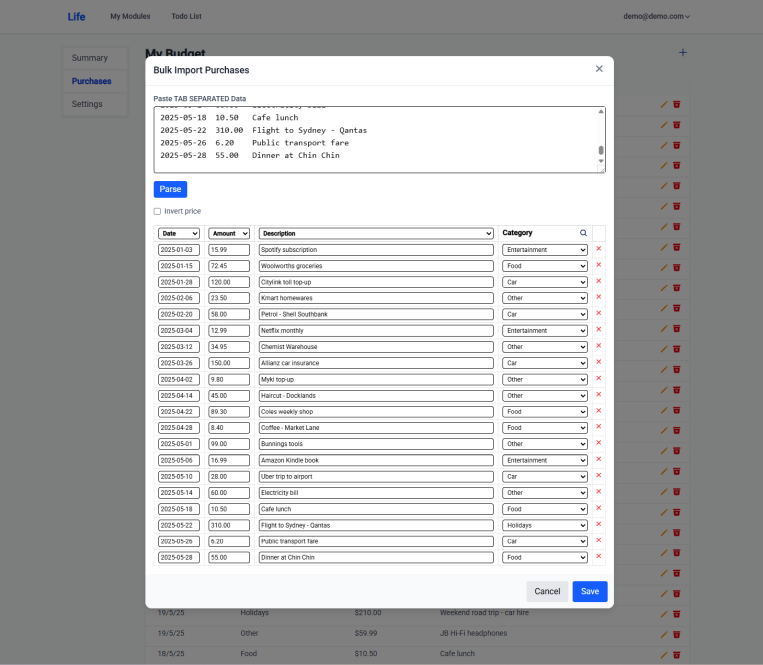 Life My Modules Todo List demo@demo.com
My Budget
Summary
Purchases
Settings
Bulk Import Purchases
Paste TAB SEPARATED Data
2025-05-18 10.50 Cafe lunch
2025-05-22 310.00 Flight to Sydney - Qantas
2025-05-26 6.20 Public transport fare
2025-05-28 55.00 Dinner at Chin Chin
Parse
Invert price
Date Amount Description Category
2025-01-03 15.99 Spotify subscription Entertainment
2025-01-15 72.45 Woolworths groceries Food
2025-01-28 120.00 Citylink toll top-up Car
2025-02-06 23.50 Kmart homewares Other
2025-02-20 58.00 Petrol - Shell Southbank Car
2025-03-04 12.99 Netflix monthly Entertainment
2025-03-12 34.95 Chemist Warehouse Other
2025-03-26 150.00 Allianz car insurance Car
2025-04-02 9.80 Myki top-up Other
2025-04-14 45.00 Haircut - Docklands Other
2025-04-22 89.30 Coles weekly shop Food
2025-04-28 8.40 Coffee - Market Lane Food
2025-05-01 99.00 Bunnings tools Other
2025-05-06 16.99 Amazon Kindle book Entertainment
2025-05-10 28.00 Uber trip to airport Car
2025-05-14 60.00 Electricity bill Other
2025-05-18 10.50 Cafe lunch Food
2025-05-22 310.00 Flight to Sydney - Qantas Holidays
2025-05-26 6.20 Public transport fare Car
2025-05-28 55.00 Dinner at Chin Chin Food
Cancel Save
19/5/25 Holidays $210.00 Weekend road trip - car hire
19/5/25 Other $59.99 JB Hi-Fi headphones
18/5/25 Food $10.50 Cafe lunch